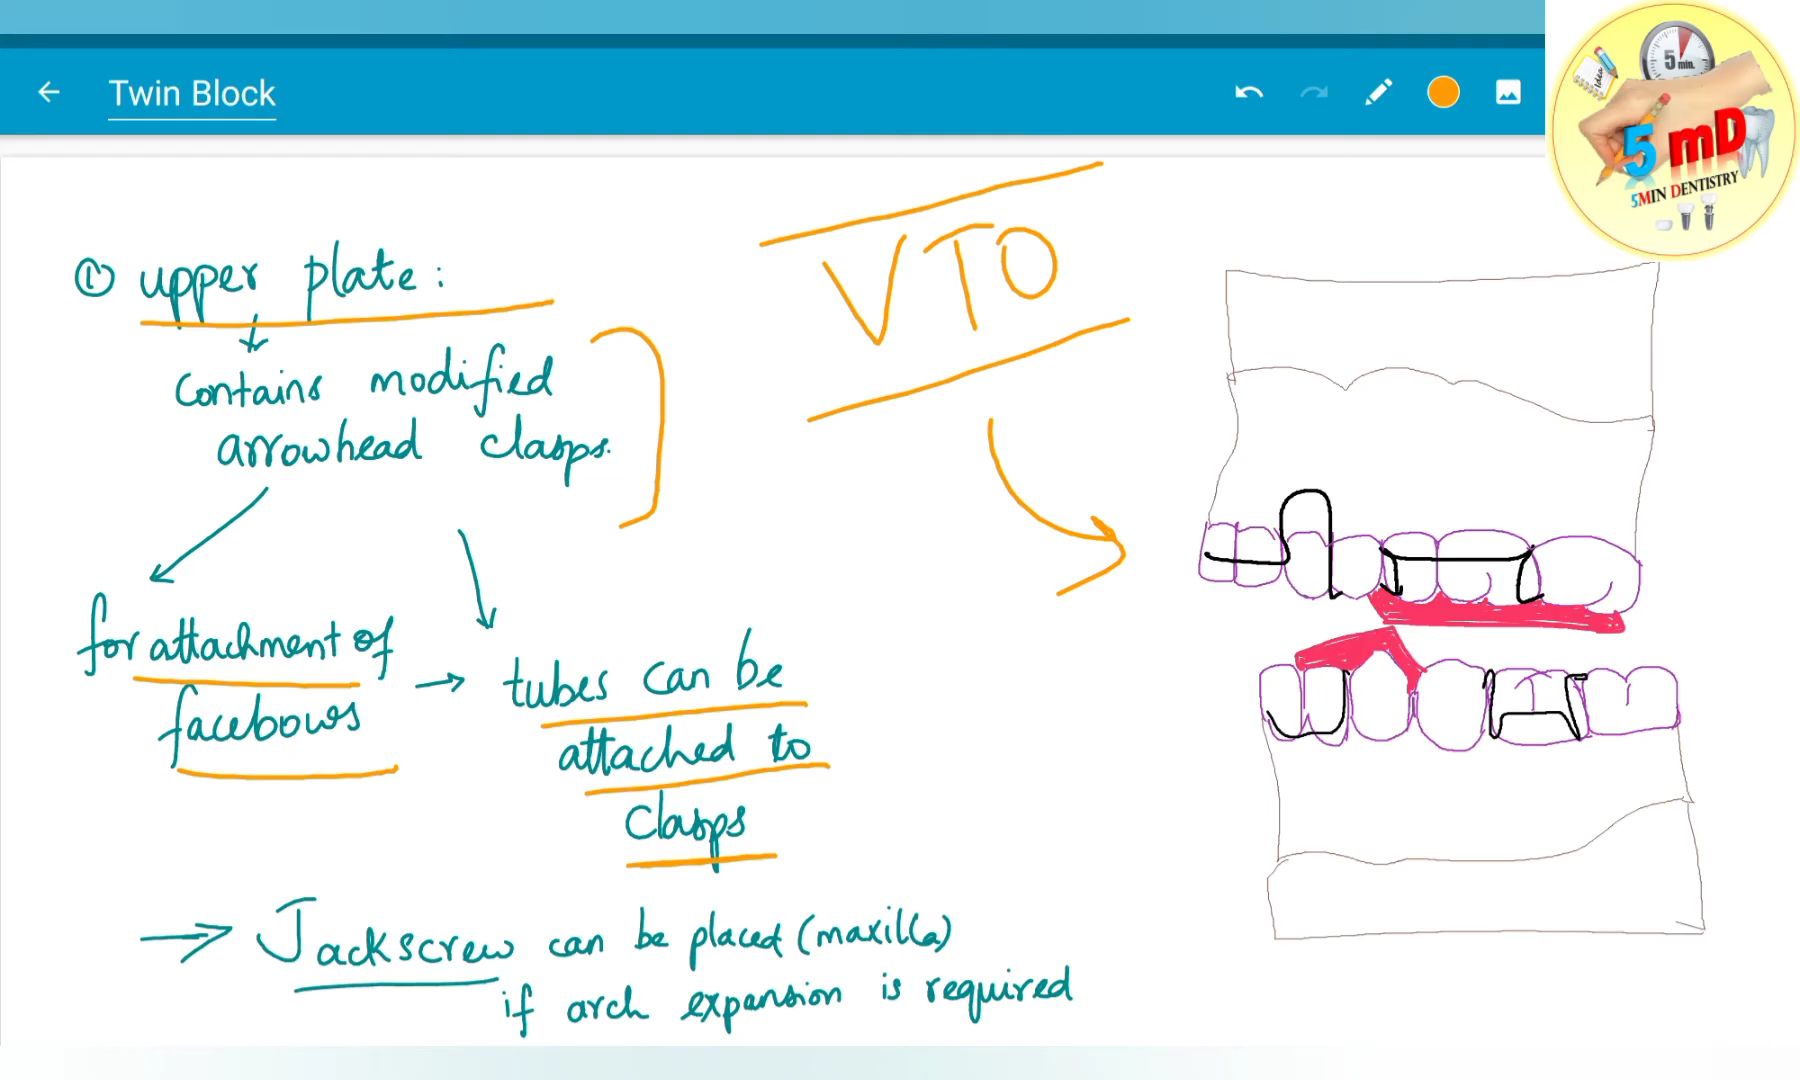 Twin Block
5 min.
Idea
5 mD
5MIN DENTISTRY
VTO
① upper plate:
contains modified
arrowhead clasps.
for attachment of
facebows
→ tubes can be
attached to
clasps
→ Jackscrew can be placed (maxilla)
if arch expansion is required